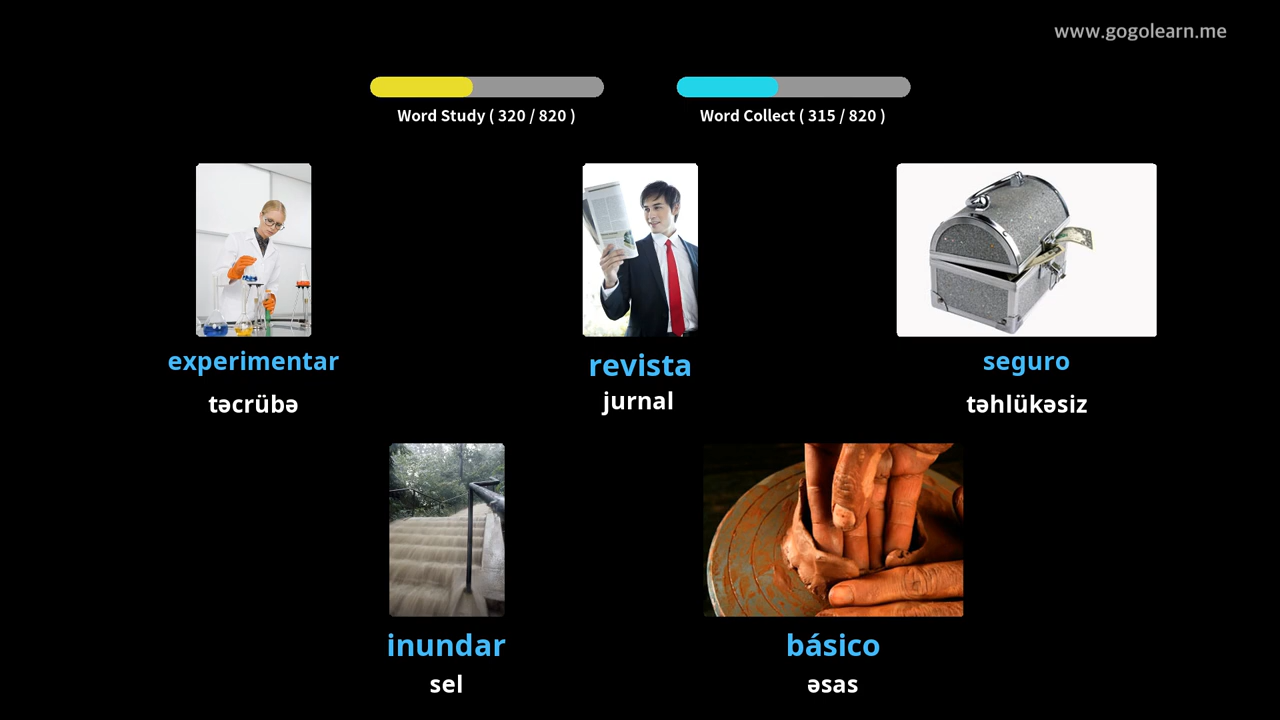 www.gogolearn.me
Word Study ( 320 / 820 )
Word Collect ( 315 / 820 )
experimentar
təcrübə
revista
jurnal
seguro
təhlükəsiz
inundar
sel
básico
əsas